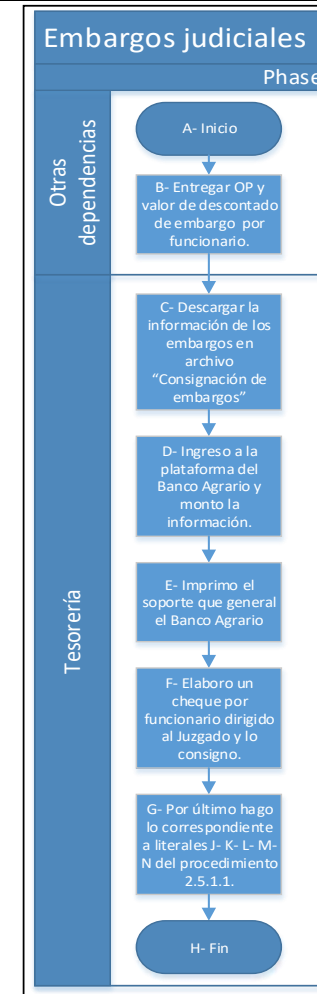 Embargos judiciales
Phase
Otras
dependencias
A- Inicio
B- Entregar OP y
valor de descontado
de embargo por
funcionario.
Tesorería
C- Descargar la
información de los
embargos en
archivo
“Consignación de
embargos”
D- Ingreso a la
plataforma del
Banco Agrario y
monto la
información.
E- Imprimo el
soporte que general
el Banco Agrario
F- Elaboro un
cheque por
funcionario dirigido
al Juzgado y lo
consigno.
G- Por último hago
lo correspondiente
a literales J- K- L- M-
N del procedimiento
2.5.1.1.
H- Fin